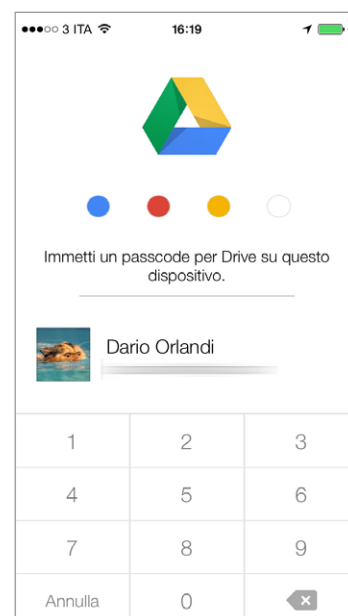 3 ITA 16:19
Immetti un passcode per Drive su questo
dispositivo.
Dario Orlandi
1 2 3
4 5 6
7 8 9
Annulla 0